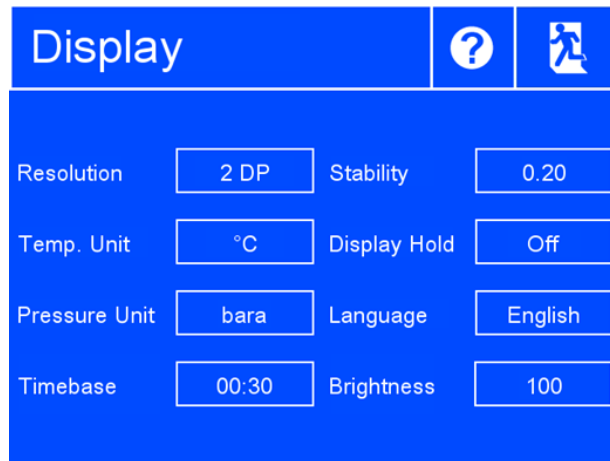 Display ?
Resolution 2 DP Stability 0.20
Temp. Unit °C Display Hold Off
Pressure Unit bara Language English
Timebase 00:30 Brightness 100